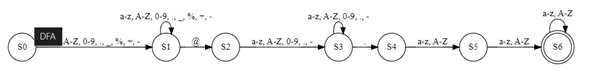 a-z, A-Z, 0-9, ., _, %, +, -
a-z, A-Z, 0-9, ., -
a-z, A-Z
S0
DFA
A-Z, 0-9, ., _, %, +, -
S1
@
S2
a-z, A-Z, 0-9, ., -
S3
.
S4
a-z, A-Z
S5
a-z, A-Z
S6